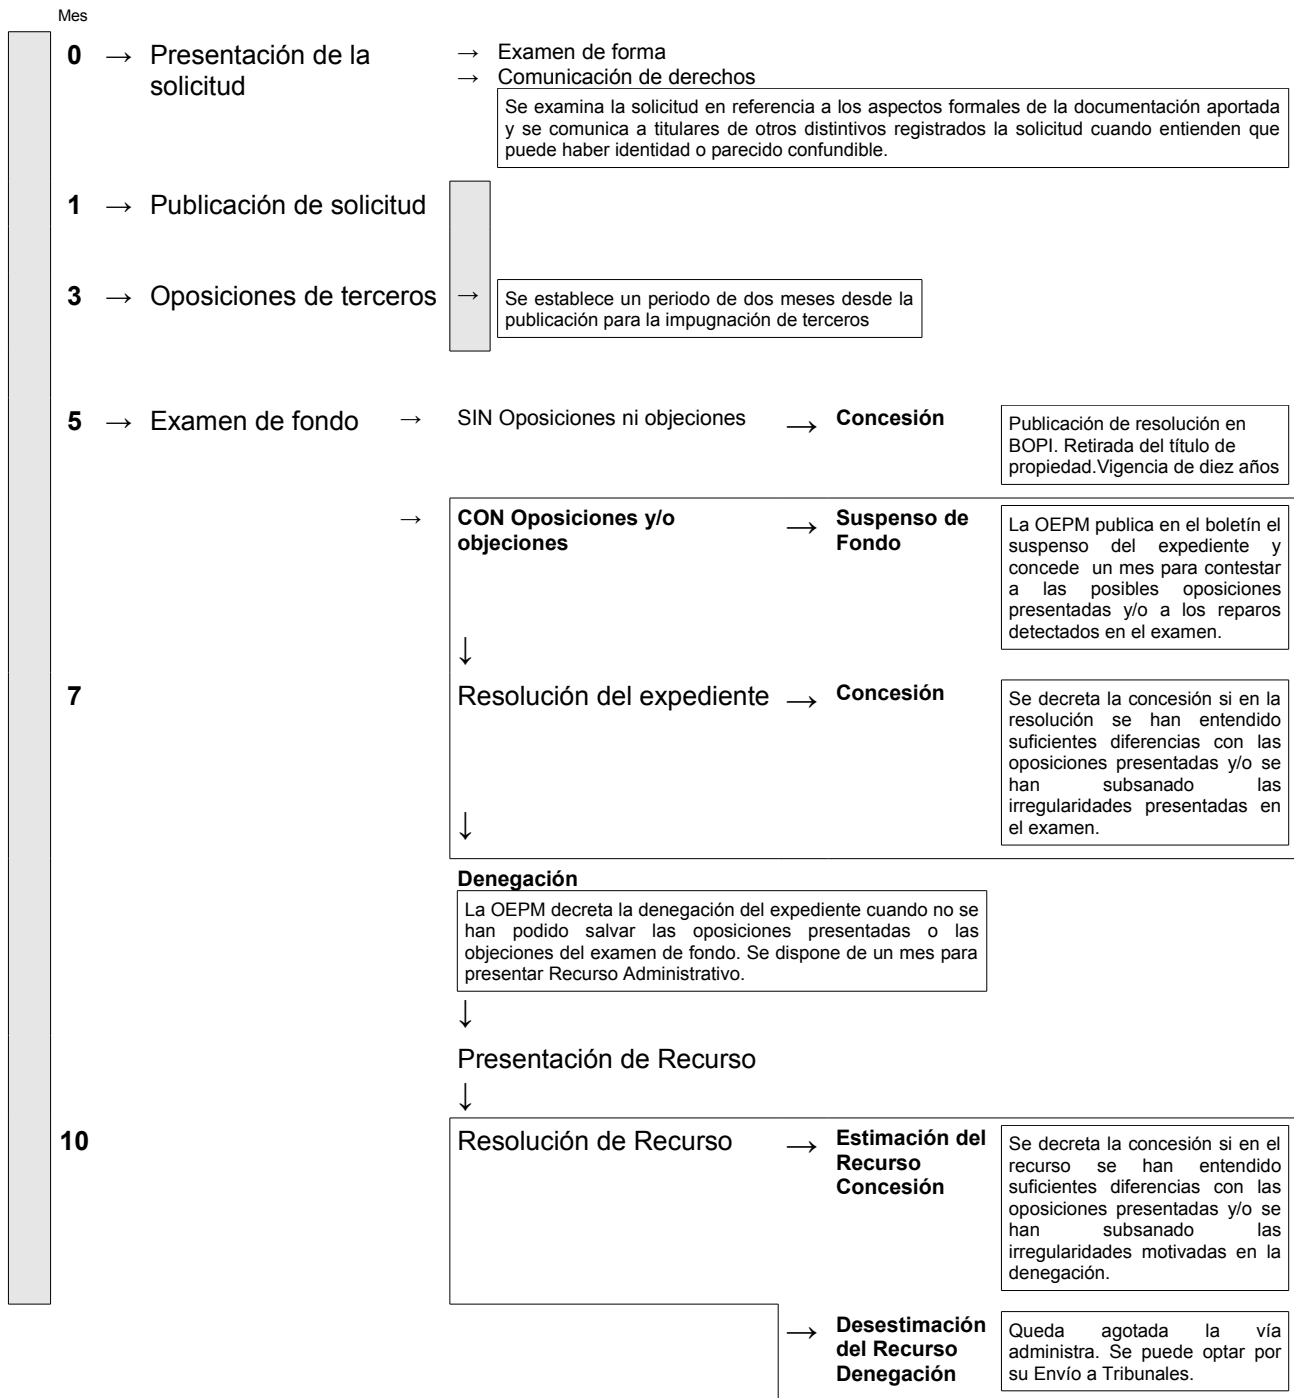 Mes
0 → Presentación de la
solicitud
→ Examen de forma
→ Comunicación de derechos
Se examina la solicitud en referencia a los aspectos formales de la documentación aportada
y se comunica a titulares de otros distintivos registrados la solicitud cuando entienden que
puede haber identidad o parecido confundible.
1 → Publicación de solicitud
3 → Oposiciones de terceros →
Se establece un periodo de dos meses desde la
publicación para la impugnación de terceros
5 → Examen de fondo → SIN Oposiciones ni objeciones → Concesión
Publicación de resolución en
BOPI. Retirada del título de
propiedad.Vigencia de diez años
→ CON Oposiciones y/o
objeciones
→ Suspenso de
Fondo
La OEPM publica en el boletín el
suspenso del expediente y
concede un mes para contestar
a las posibles oposiciones
presentadas y/o a los reparos
detectados en el examen.
↓
7
Resolución del expediente → Concesión
Se decreta la concesión si en la
resolución se han entendido
suficientes diferencias con las
oposiciones presentadas y/o se
han subsanado las
irregularidades presentadas en
el examen.
↓
Denegación
La OEPM decreta la denegación del expediente cuando no se
han podido salvar las oposiciones presentadas o las
objeciones del examen de fondo. Se dispone de un mes para
presentar Recurso Administrativo.
↓
Presentación de Recurso
↓
10
Resolución de Recurso → Estimación del
Recurso
Concesión
Se decreta la concesión si en el
recurso se han entendido
suficientes diferencias con las
oposiciones presentadas y/o se
han subsanado las
irregularidades motivadas en la
denegación.
→ Desestimación
del Recurso
Denegación
Queda agotada la vía
administra. Se puede optar por
su Envío a Tribunales.